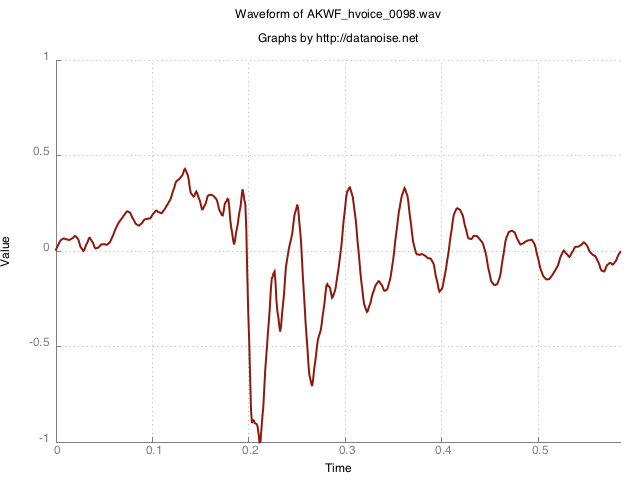 Waveform of AKWF_hvoice_0098.wav
Graphs by http://datanoise.net
1
0.5
0
-0.5
-1
Value
0 0.1 0.2 0.3 0.4 0.5
Time